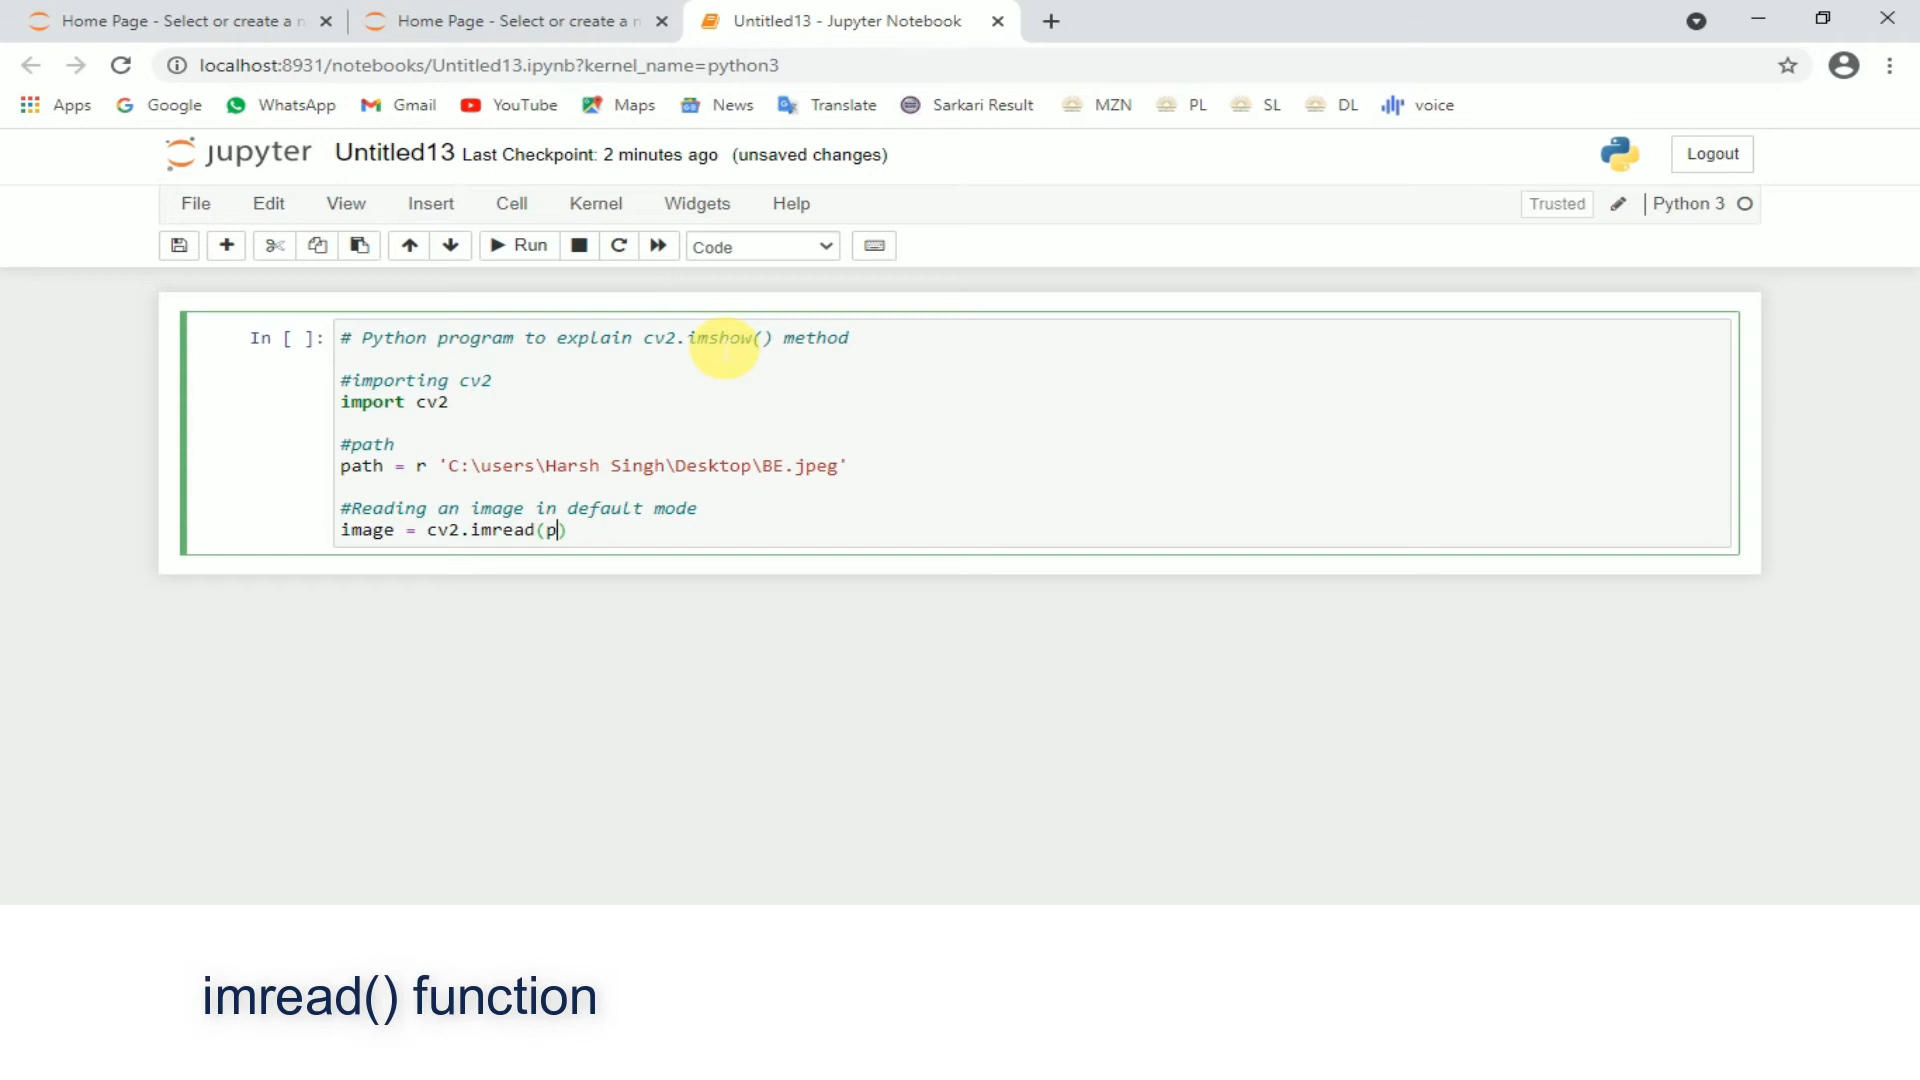 Home Page - Select or create a n
Home Page - Select or create a n
Untitled13 - Jupyter Notebook
localhost:8931/notebooks/Untitled13.ipynb?kernel_name=python3
Apps Google WhatsApp Gmail YouTube Maps News Translate Sarkari Result MZN PL SL DL voice
jupyter Untitled13 Last Checkpoint: 2 minutes ago (unsaved changes) Logout
File Edit View Insert Cell Kernel Widgets Help Trusted Python 3
Run Code
In [ ]: # Python program to explain cv2.imshow() method
#importing cv2
import cv2
#path
path = r 'C:\users\Harsh Singh\Desktop\BE.jpeg'
#Reading an image in default mode
image = cv2.imread(p)
imread() function